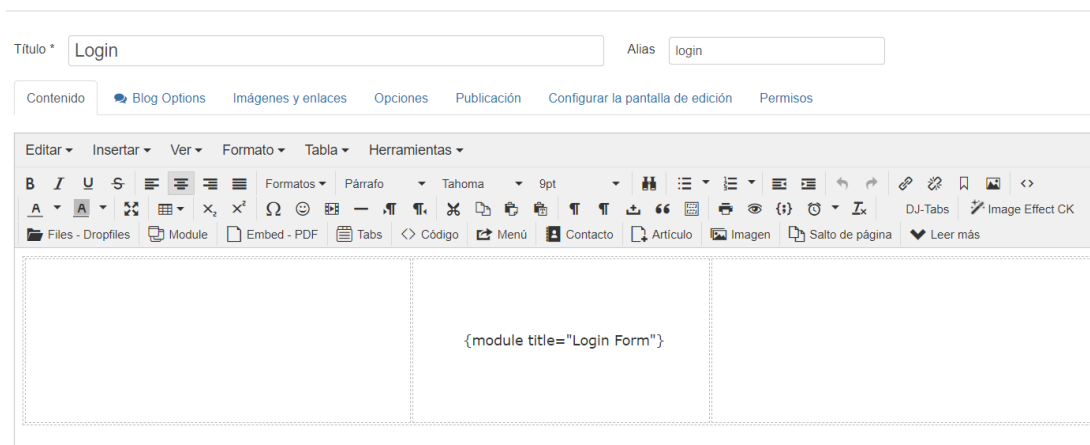 Título * Login Alias login
Contenido Blog Options Imágenes y enlaces Opciones Publicación Configurar la pantalla de edición Permisos
Editar Insertar Ver Formato Tabla Herramientas
B I U S Formatos Párrafo Tahoma 9pt
A A X₂ X² Ω DJ-Tabs Image Effect CK
Files - Dropfiles Module Embed - PDF Tabs Código Menú Contacto Artículo Imagen Salto de página Leer más
{module title="Login Form"}